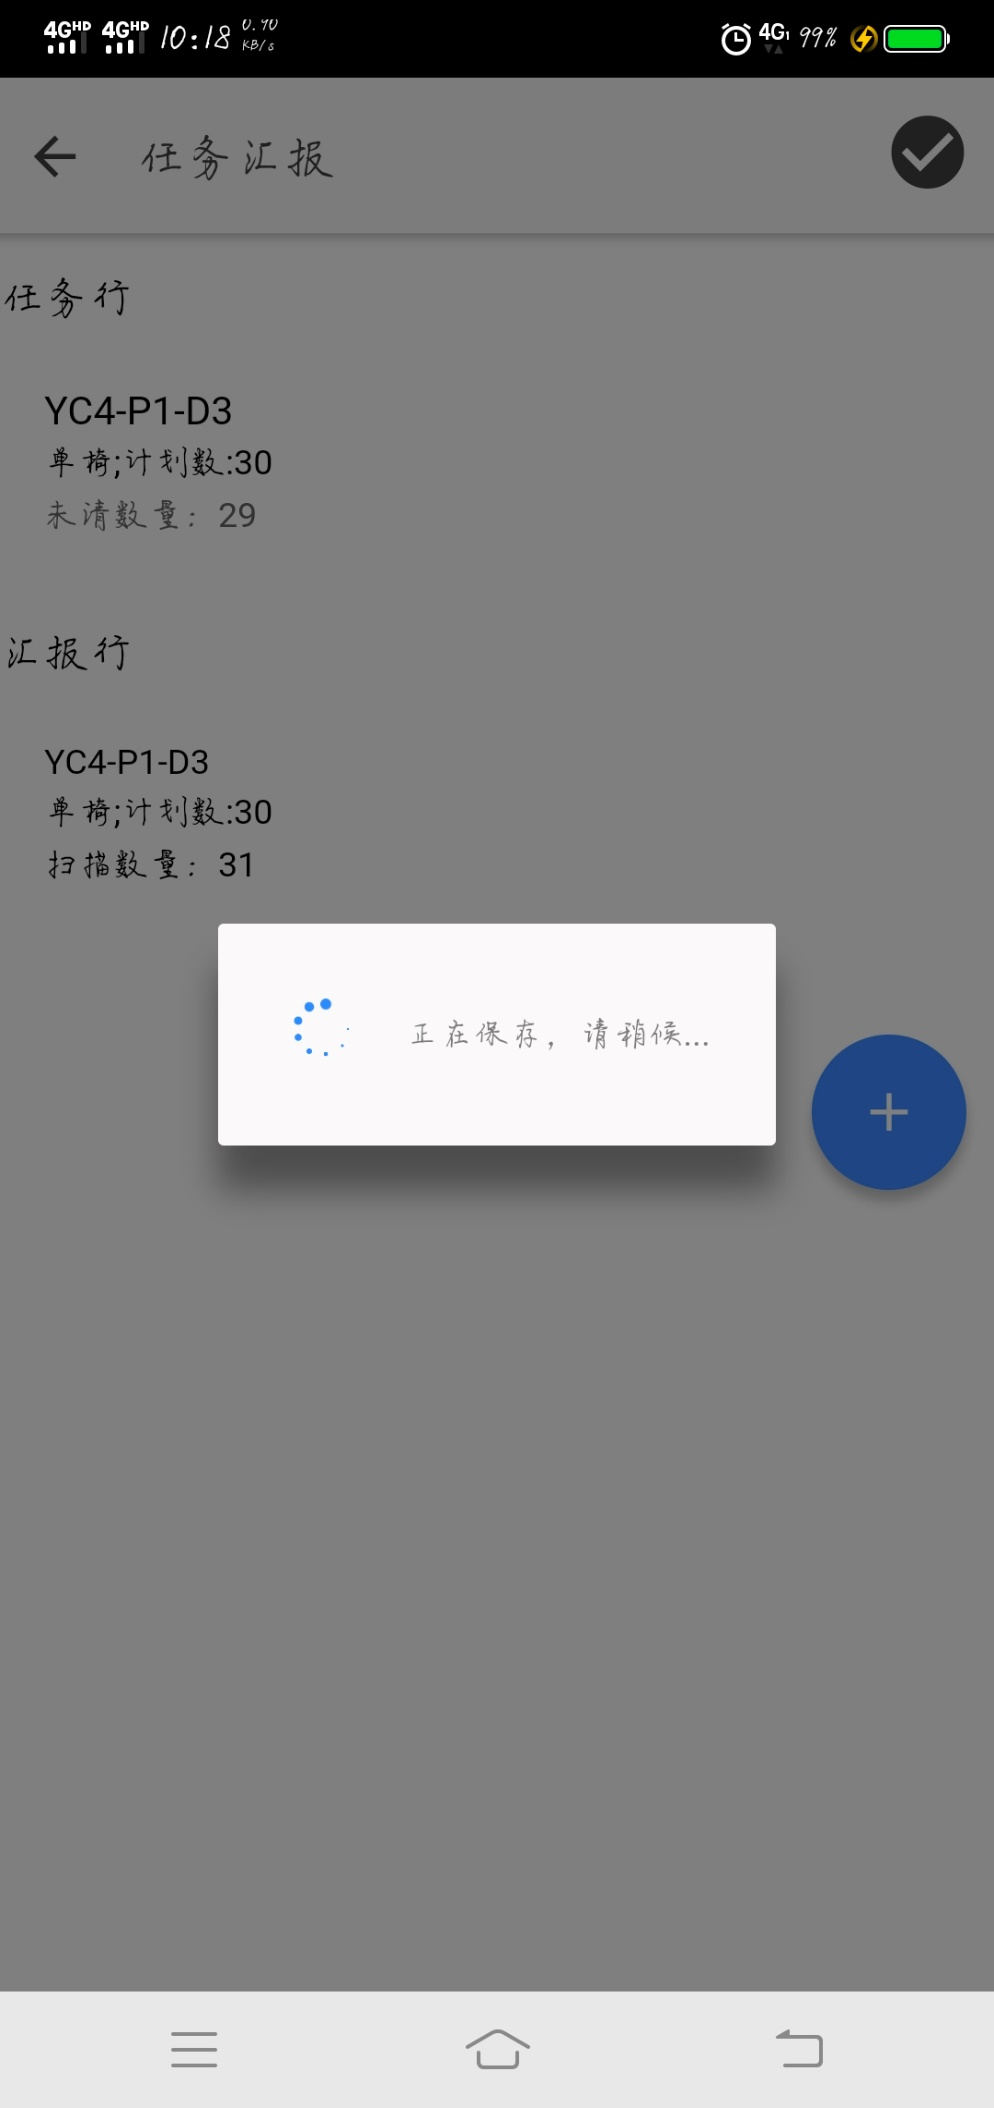 4GHD 4GHD 10:18 0.90 KB/s 4G 99%
任务汇报
任务行
YC4-P1-D3
单椅;计划数:30
未清数量：29
汇报行
YC4-P1-D3
单椅;计划数:30
扫描数量：31
正在保存，请稍候...